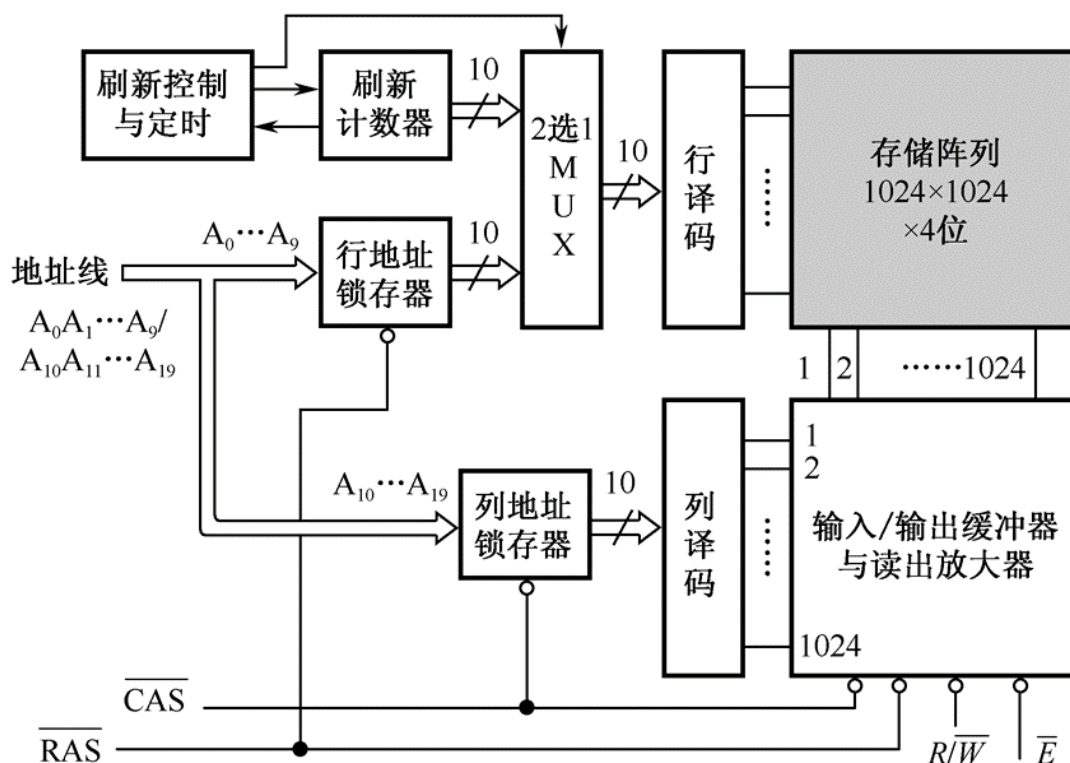 刷新控制
与定时
刷新
计数器
10
2选1
M
U
X
10
行
译
码
存储阵列
1024×1024
×4位
地址线
A₀A₁···A₉/
A₁₀A₁₁···A₁₉
A₀···A₉
行地址
锁存器
10
1 2 ······1024
A₁₀···A₁₉
列地址
锁存器
10
列
译
码
1
2
1024
输入/输出缓冲器
与读出放大器
C̅A̅S̅
R̅A̅S̅
R/W̅
E̅